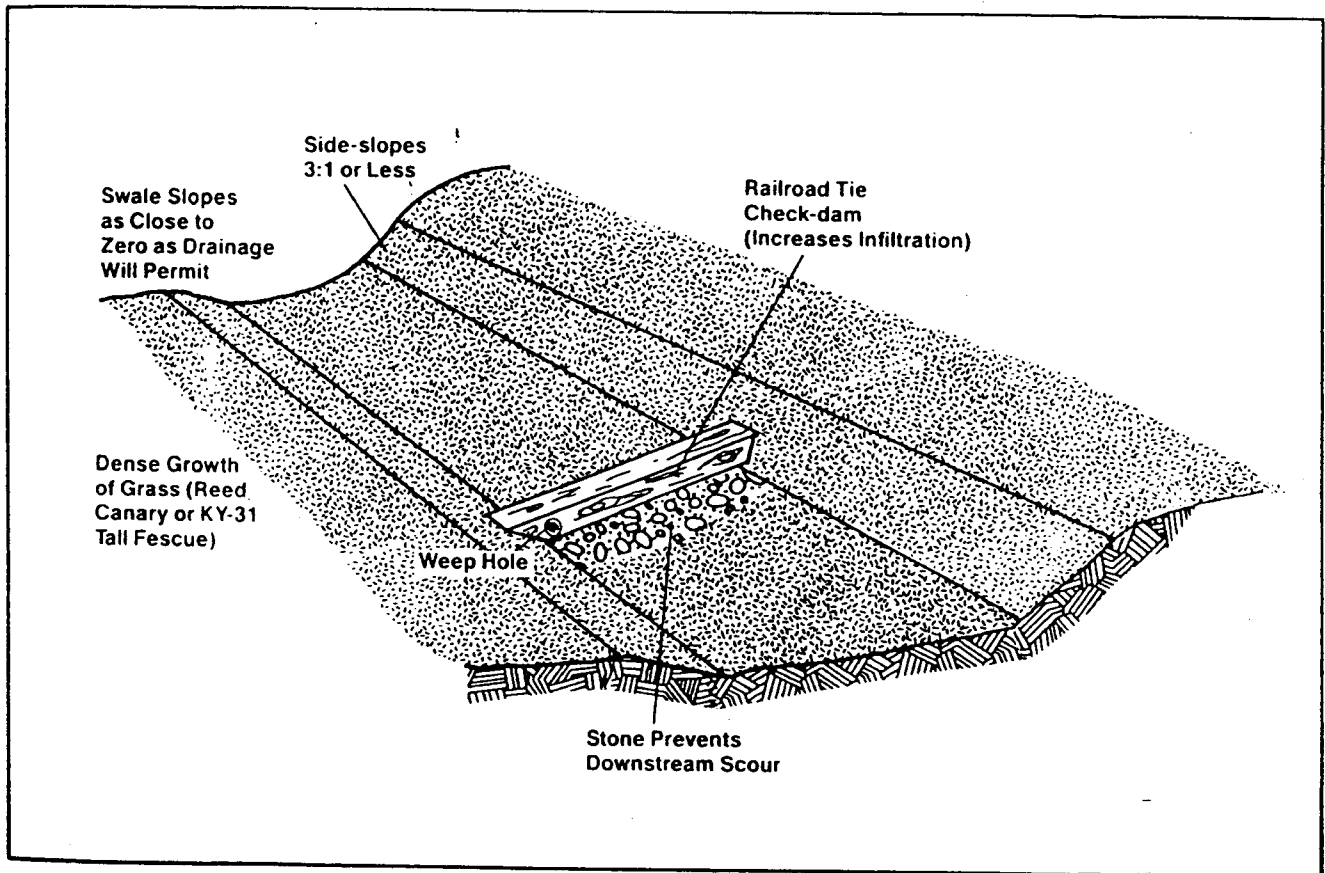 Side-slopes
3:1 or Less
Swale Slopes
as Close to
Zero as Drainage
Will Permit
Railroad Tie
Check-dam
(Increases Infiltration)
Dense Growth
of Grass (Reed
Canary or KY-31
Tall Fescue)
Weep Hole
Stone Prevents
Downstream Scour